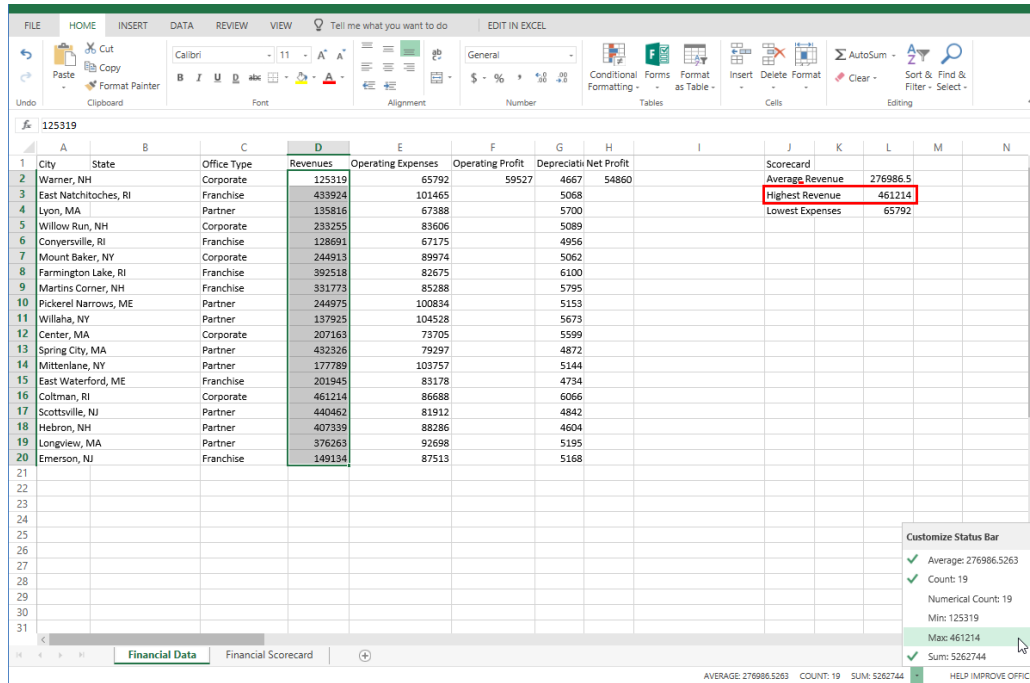 FILE HOME INSERT DATA REVIEW VIEW Tell me what you want to do EDIT IN EXCEL
Cut
Copy
Format Painter
Paste
Calibri 11 A A
B I U D abc A
ab
General
$ - % , .0 .00 .00 .0
Conditional Formatting - Forms Format as Table - Insert Delete Format
AutoSum - Clear - Sort & Filter - Find & Select -
Undo Clipboard Font Alignment Number Tables Cells Editing
fx 125319
A B C D E F G H I J K L M N
1 City State Office Type Revenues Operating Expenses Operating Profit Depreciati Net Profit Scorecard
2 Warner, NH Corporate 125319 65792 59527 4667 54860 Average Revenue 276986.5
3 East Natchitoches, RI Franchise 433924 101465 5068 Highest Revenue 461214
4 Lyon, MA Partner 135816 67388 5700 Lowest Expenses 65792
5 Willow Run, NH Corporate 233255 83606 5089
6 Conyersville, RI Franchise 128691 67175 4956
7 Mount Baker, NY Corporate 244913 89974 5062
8 Farmington Lake, RI Franchise 392518 82675 6100
9 Martins Corner, NH Franchise 331773 85288 5795
10 Pickerel Narrows, ME Partner 244975 100834 5153
11 Willaha, NY Partner 137925 104528 5673
12 Center, MA Corporate 207163 73705 5599
13 Spring City, MA Partner 432326 79297 4872
14 Mittenlane, NY Partner 177789 103757 5144
15 East Waterford, ME Franchise 201945 83178 4734
16 Coltman, RI Corporate 461214 86688 6066
17 Scottsville, NJ Partner 440462 81912 4842
18 Hebron, NH Partner 407339 88286 4604
19 Longview, MA Partner 376263 92698 5195
20 Emerson, NJ Franchise 149134 87513 5168
21
22
23
24
25
26
27
28
29
30
31
Customize Status Bar
Average: 276986.5263
Count: 19
Numerical Count: 19
Min: 125319
Max: 461214
Sum: 5262744
Financial Data Financial Scorecard
AVERAGE: 276986.5263 COUNT: 19 SUM: 5262744 HELP IMPROVE OFFIC